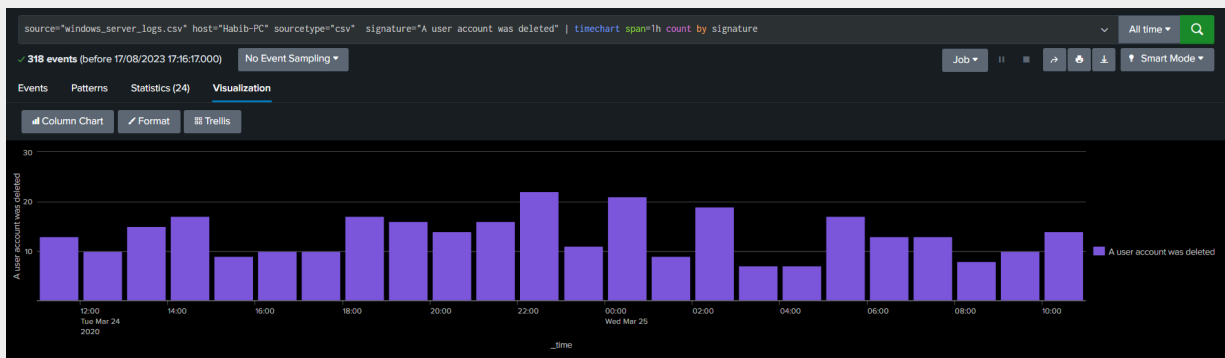 source="windows_server_logs.csv" host="Habib-PC" sourcetype="csv"  signature="A user account was deleted" | timechart span=1h count by signature
All time
318 events (before 17/08/2023 17:16:17.000)
No Event Sampling
Job
Smart Mode
Events
Patterns
Statistics (24)
Visualization
Column Chart
Format
Trellis
A user account was deleted
30
20
10
A user account was deleted
12:00
Tue Mar 24
2020
14:00
16:00
18:00
20:00
22:00
00:00
Wed Mar 25
02:00
04:00
06:00
08:00
10:00
_time